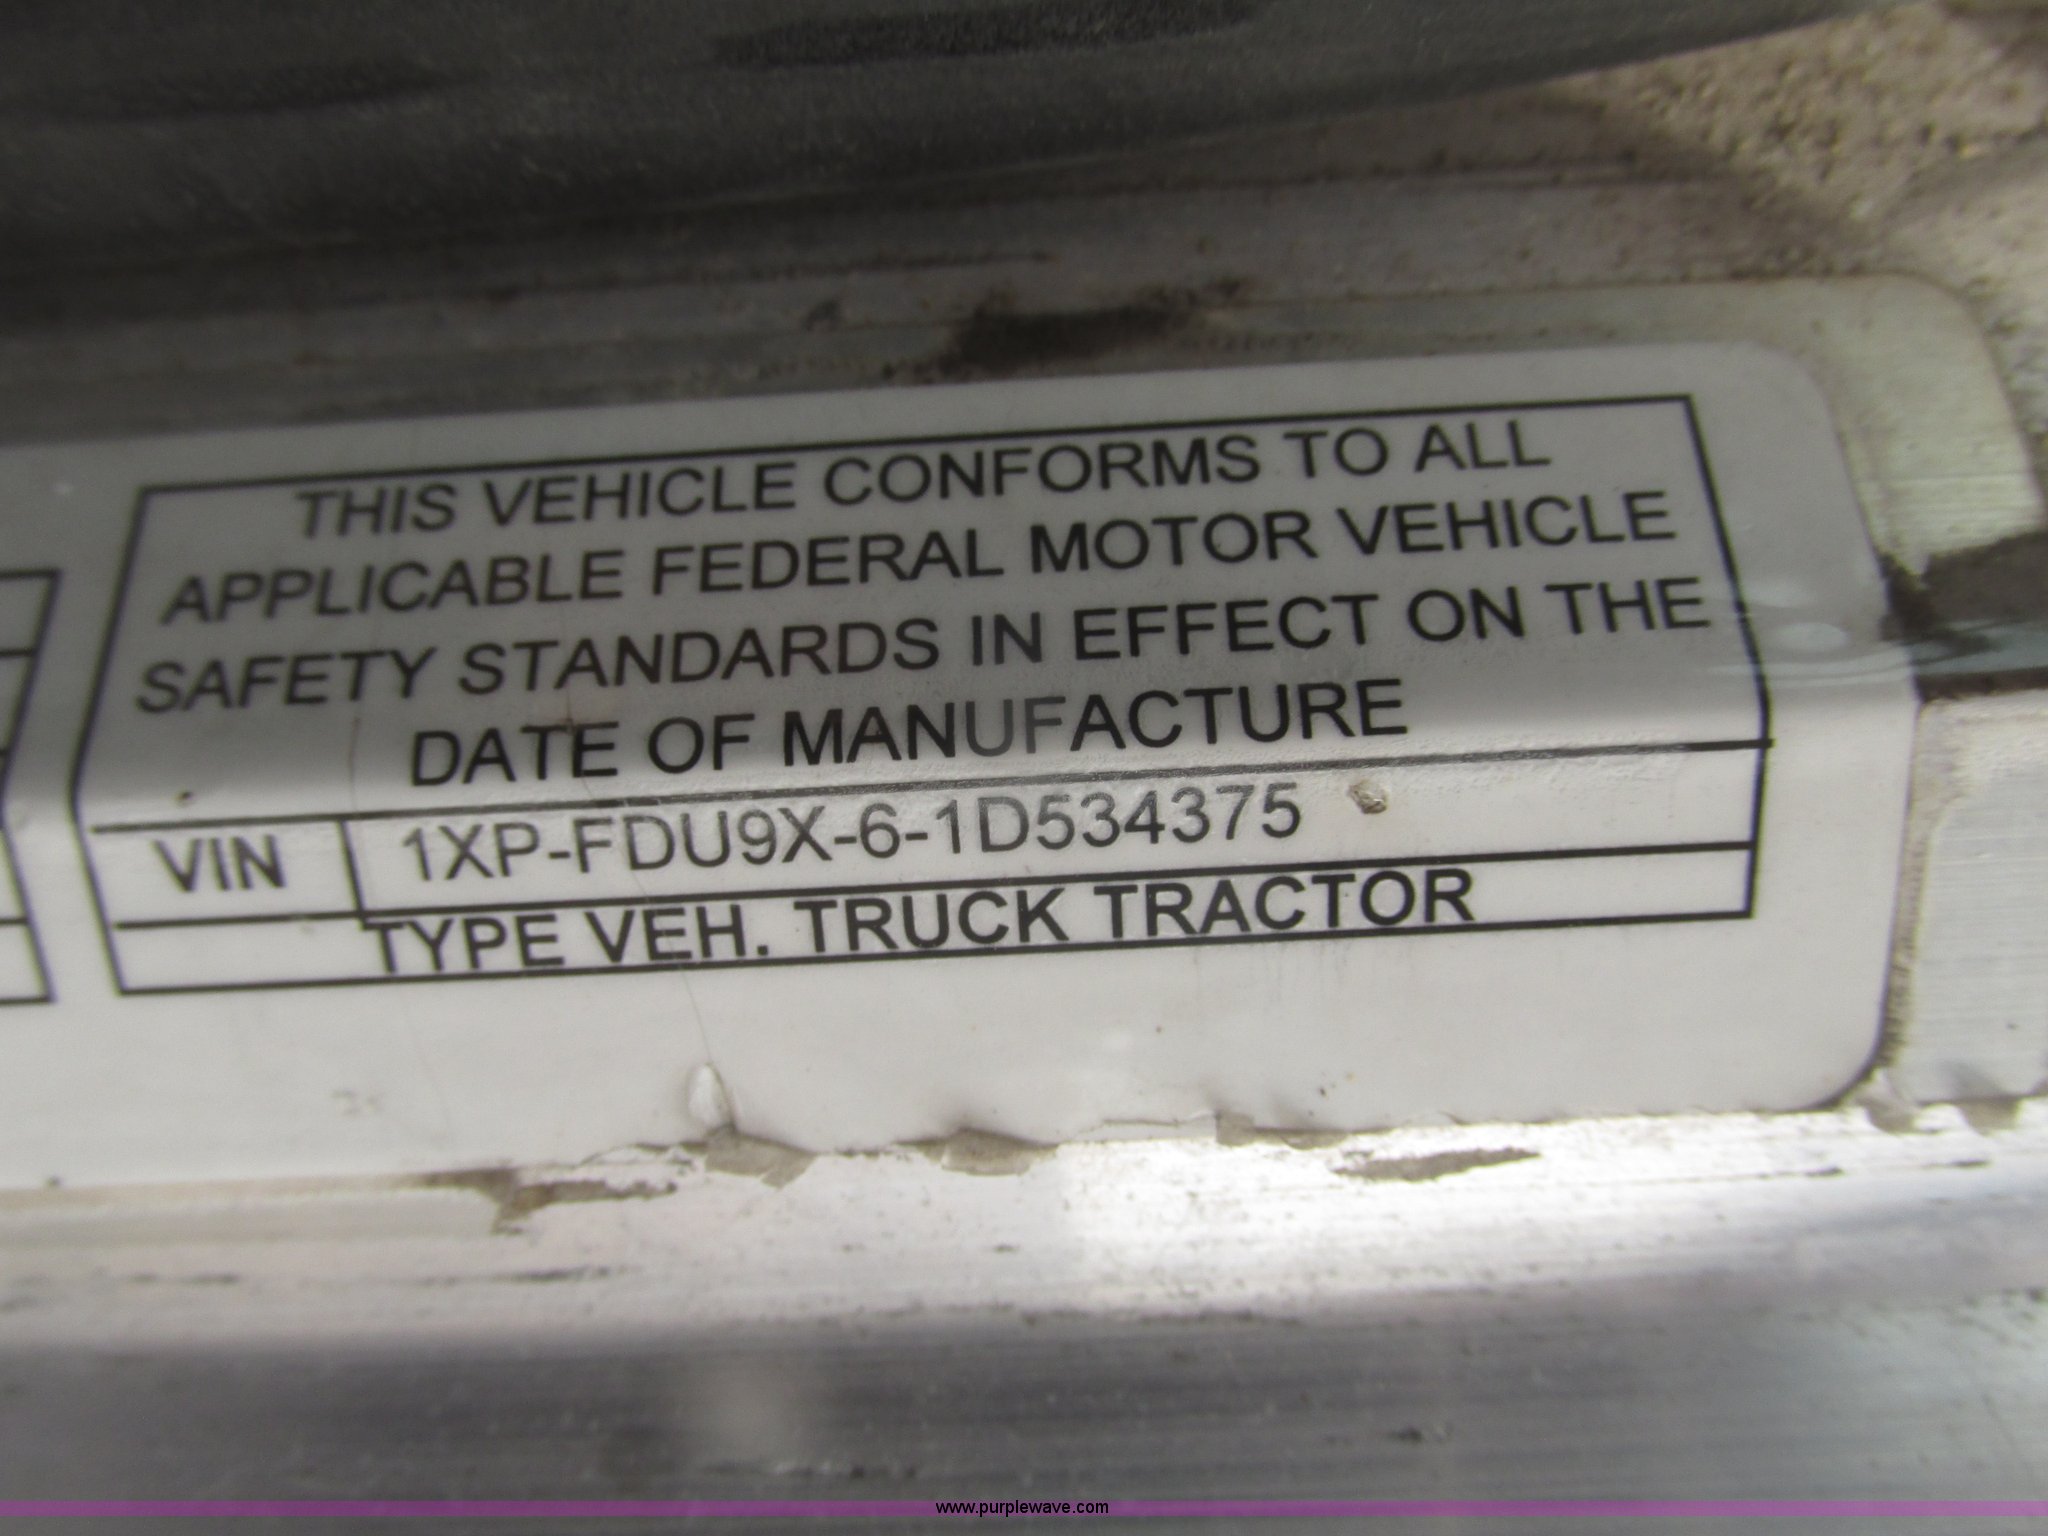 THIS VEHICLE CONFORMS TO ALL
APPLICABLE FEDERAL MOTOR VEHICLE
SAFETY STANDARDS IN EFFECT ON THE
DATE OF MANUFACTURE
VIN 1XP-FDU9X-6-1D534375
TYPE VEH. TRUCK TRACTOR
www.purplewave.com